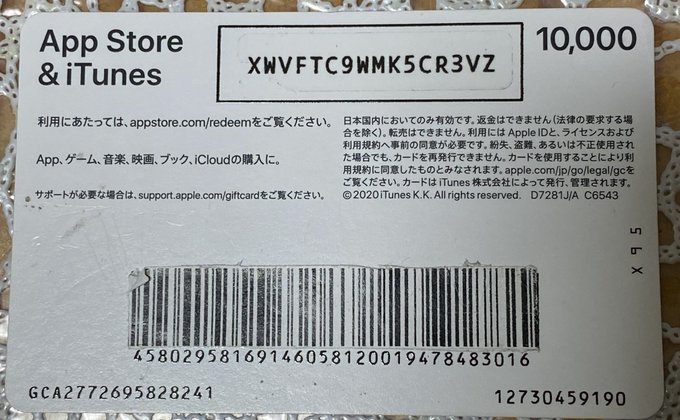 App Store
& iTunes
XWVFTC9WMK5CR3VZ
10,000
利用にあたっては、appstore.com/redeemをご覧ください。
App、ゲーム、音楽、映画、ブック、iCloudの購入に。
サポートが必要な場合は、support.apple.com/giftcardをご覧ください。
日本国内においてのみ有効です。返金はできません（法律の要求する場
合を除く）。転売はできません。利用には Apple IDと、ライセンスおよび
利用規約へ事前の同意が必要です。紛失、盗難、あるいは不正使用され
た場合でも、カードを再発行できません。カードを使用することにより利
用規約に同意したものとみなされます。apple.com/jp/go/legal/gcを
ご覧ください。カードは iTunes 株式会社によって発行、管理されます。
© 2020 iTunes K.K. All rights reserved. D7281J/A C6543
X 9 5
4580295816914605812001947848301​6
GCA2772695828241
12730459190